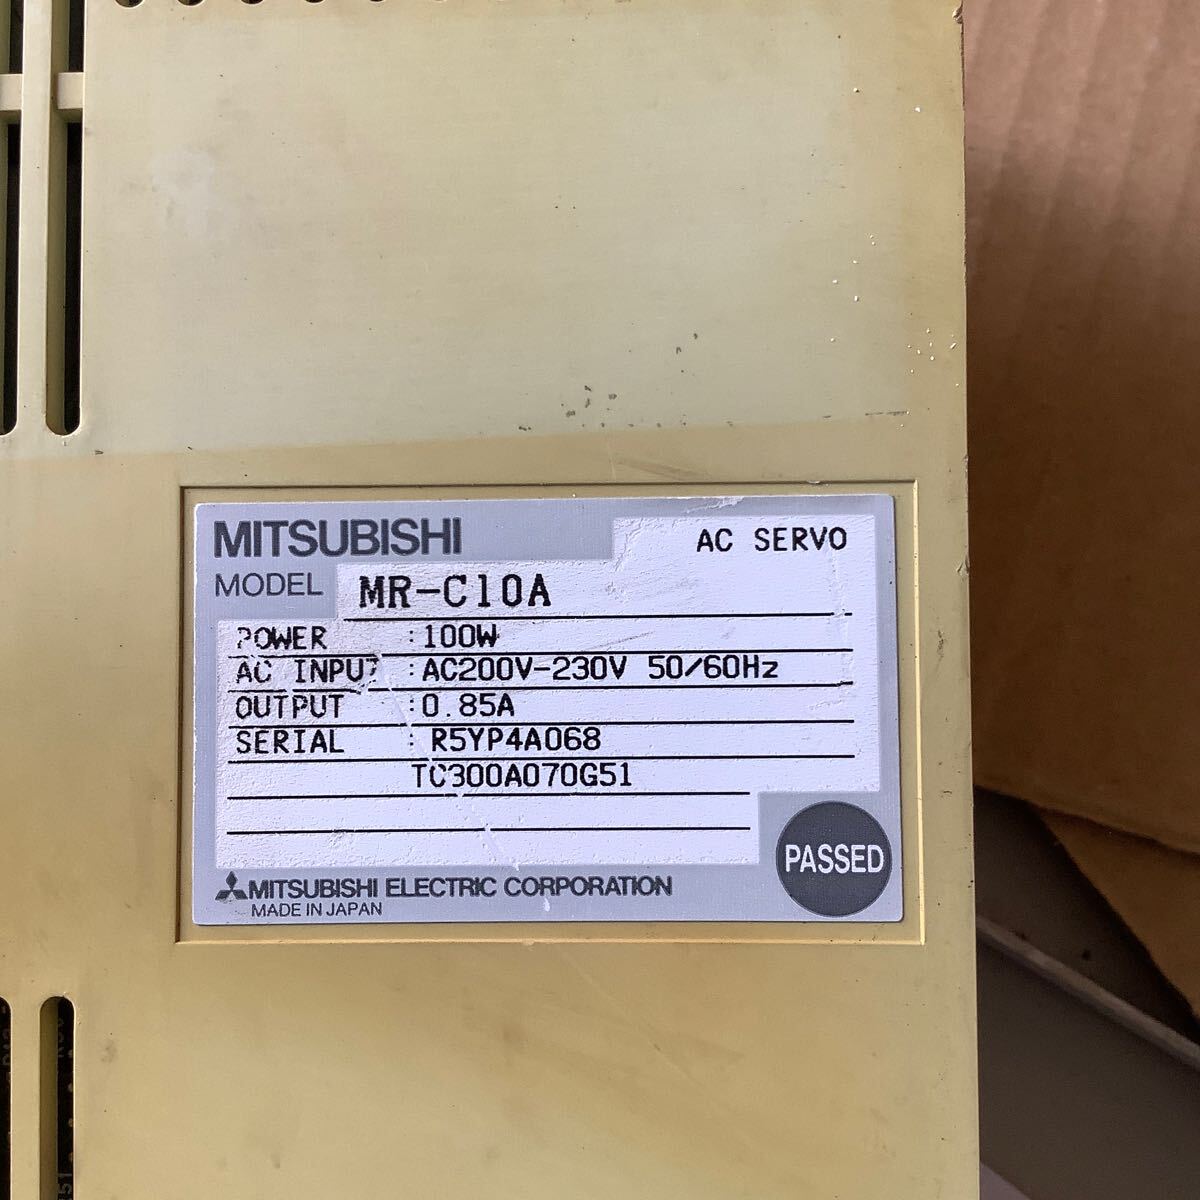 MITSUBISHI AC SERVO
MODEL MR-C10A
POWER :100W
AC INPUT :AC200V-230V 50/60Hz
OUTPUT :0.85A
SERIAL : R5YP4A068
TC300A070G51
PASSED
MITSUBISHI ELECTRIC CORPORATION
MADE IN JAPAN